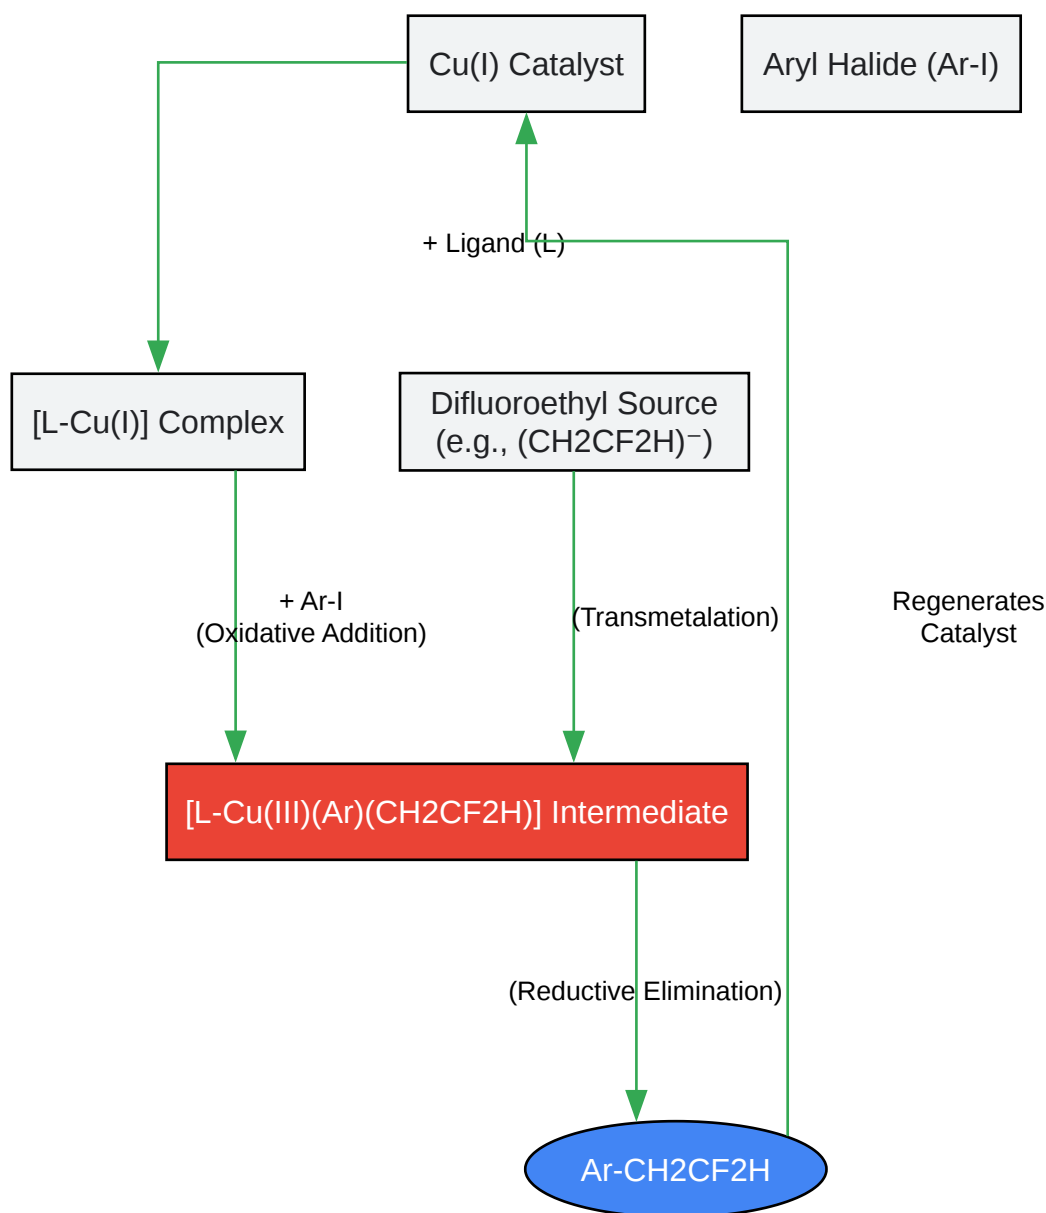 Cu(I) Catalyst
Aryl Halide (Ar-I)
+ Ligand (L)
[L-Cu(I)] Complex
Difluoroethyl Source
(e.g., (CH2CF2H)⁻)
+ Ar-I
(Oxidative Addition)
(Transmetalation)
Regenerates
Catalyst
[L-Cu(III)(Ar)(CH2CF2H)] Intermediate
(Reductive Elimination)
Ar-CH2CF2H